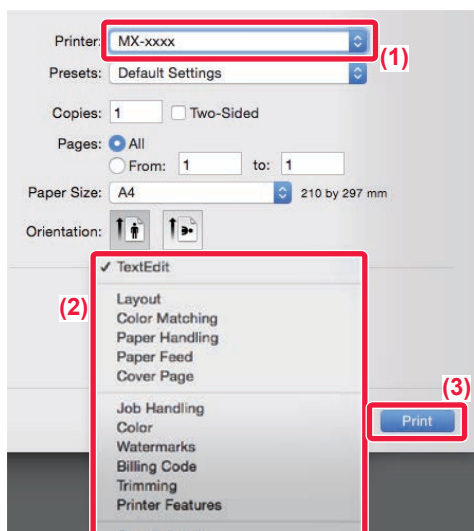 Printer: MX-xxxx
(1)
Presets: Default Settings
Copies: 1 Two-Sided
Pages: All
From: 1 to: 1
Paper Size: A4 210 by 297 mm
Orientation:
✓ TextEdit
(2)
Layout
Color Matching
Paper Handling
Paper Feed
Cover Page
(3)
Job Handling
Print
Color
Watermarks
Billing Code
Trimming
Printer Features